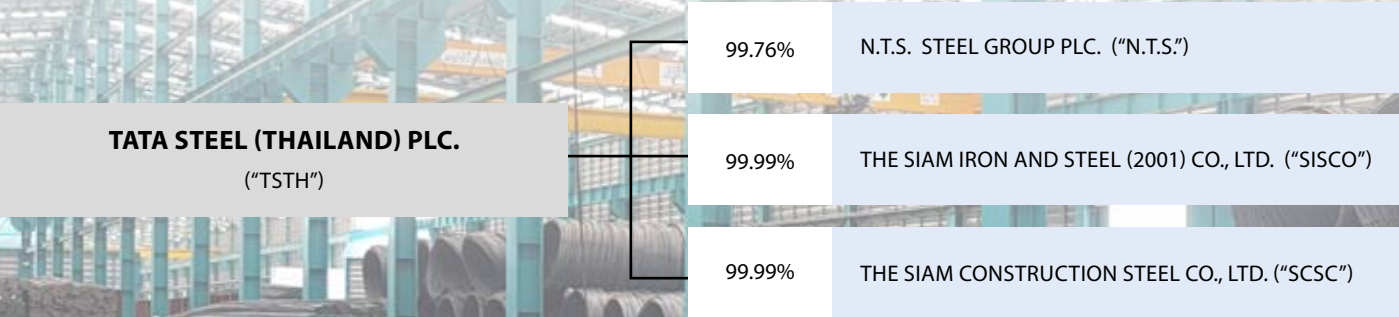 TATA STEEL (THAILAND) PLC.
(“TSTH”)
99.76%
N.T.S. STEEL GROUP PLC. (“N.T.S.”)
99.99%
THE SIAM IRON AND STEEL (2001) CO., LTD. (“SISCO”)
99.99%
THE SIAM CONSTRUCTION STEEL CO., LTD. (“SCSC”)